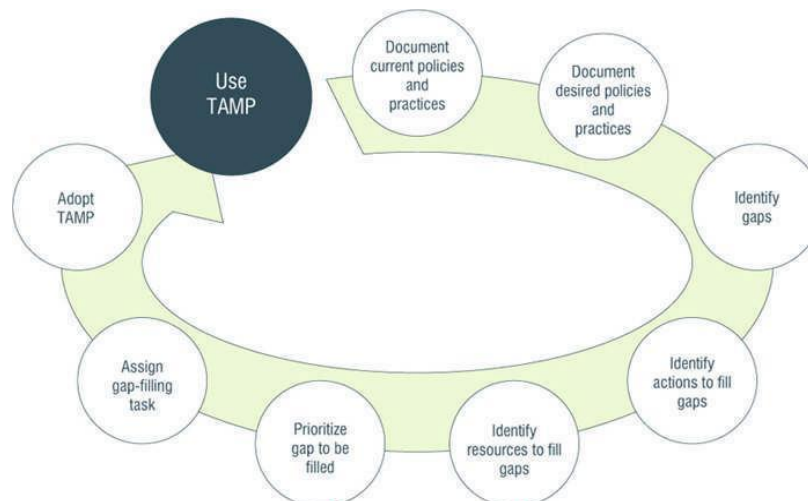 Use
TAMP
Document
current policies
and
practices
Document
desired policies
and
practices
Identify
gaps
Identify
actions to fill
gaps
Identify
resources to fill
gaps
Prioritize
gap to be
filled
Assign
gap-filling
task
Adopt
TAMP